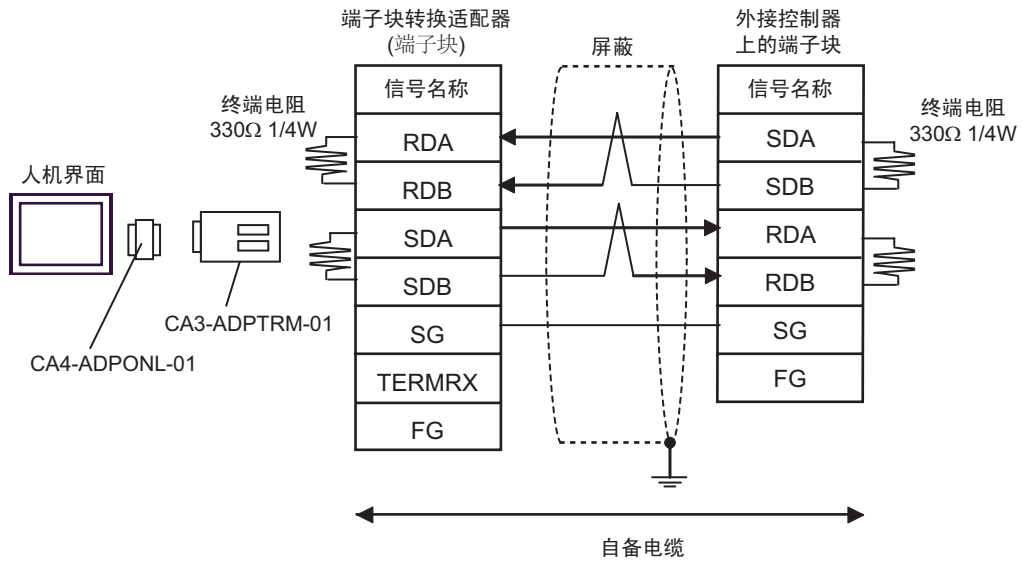 端子块转换适配器
(端子块)
屏蔽
外接控制器
上的端子块
终端电阻
330Ω 1/4W
信号名称
RDA
RDB
SDA
SDB
SG
TERMRX
FG
信号名称
SDA
SDB
RDA
RDB
SG
FG
终端电阻
330Ω 1/4W
人机界面
CA3-ADPTRM-01
CA4-ADPONL-01
自备电缆